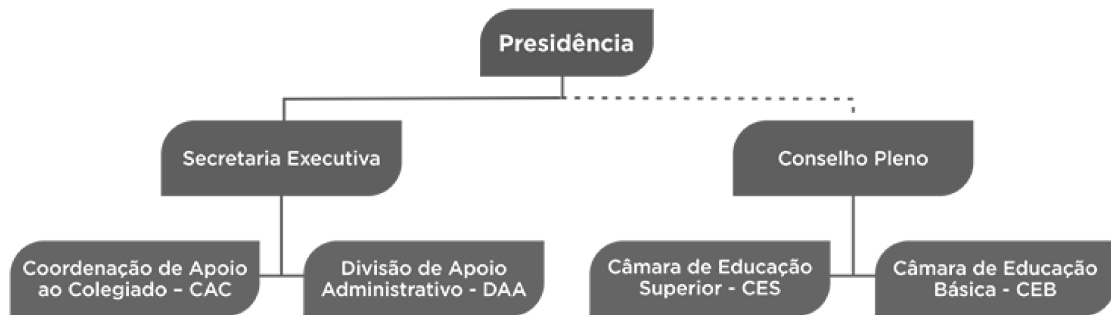 Presidência
Secretaria Executiva
Conselho Pleno
Coordenação de Apoio
ao Colegiado – CAC
Divisão de Apoio
Administrativo - DAA
Câmara de Educação
Superior - CES
Câmara de Educação
Básica - CEB